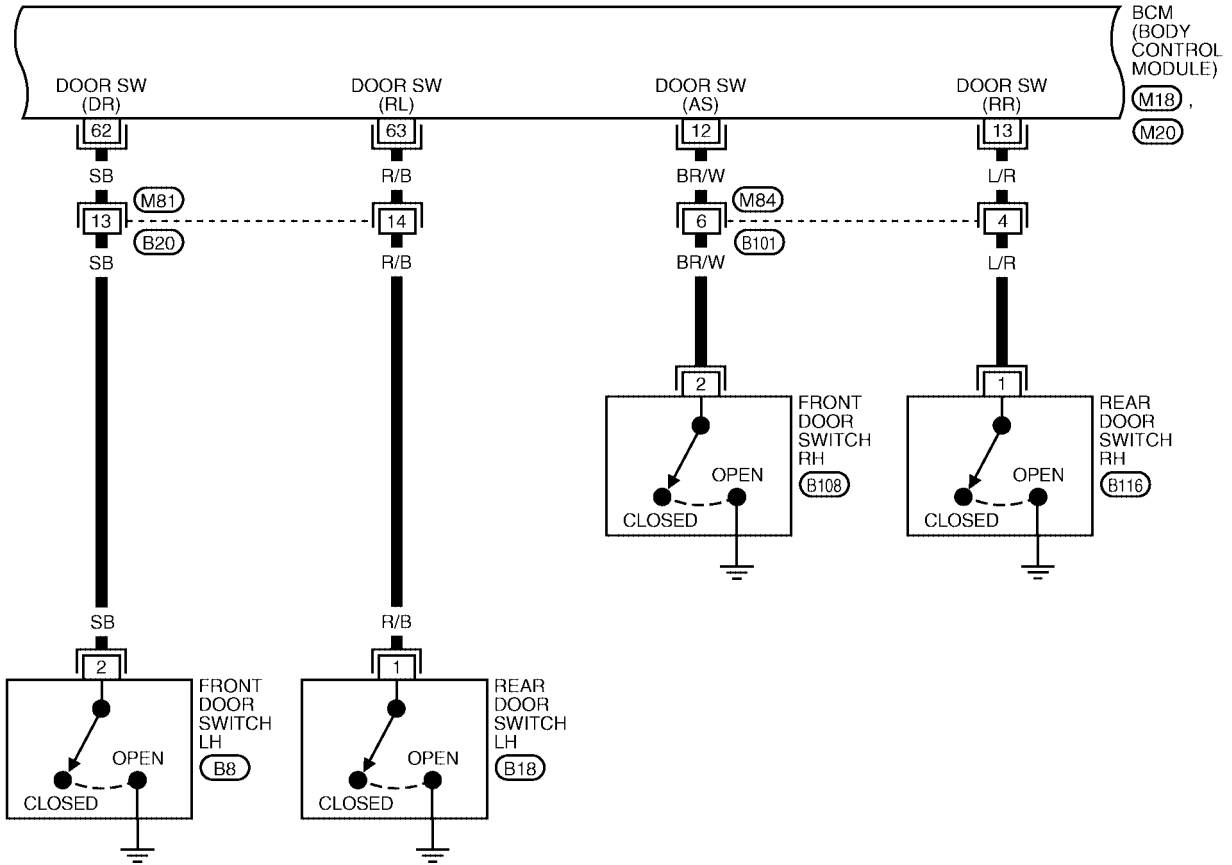 BCM
(BODY
CONTROL
MODULE)
M18 ,
M20
DOOR SW
(DR)
DOOR SW
(RL)
DOOR SW
(AS)
DOOR SW
(RR)
62
63
12
13
SB
R/B
BR/W
L/R
M81
M84
13
14
6
4
B20
B101
SB
R/B
BR/W
L/R
2
1
FRONT
DOOR
SWITCH
RH
B108
OPEN
CLOSED
REAR
DOOR
SWITCH
RH
B116
OPEN
CLOSED
SB
R/B
2
1
FRONT
DOOR
SWITCH
LH
B8
OPEN
CLOSED
REAR
DOOR
SWITCH
LH
B18
OPEN
CLOSED